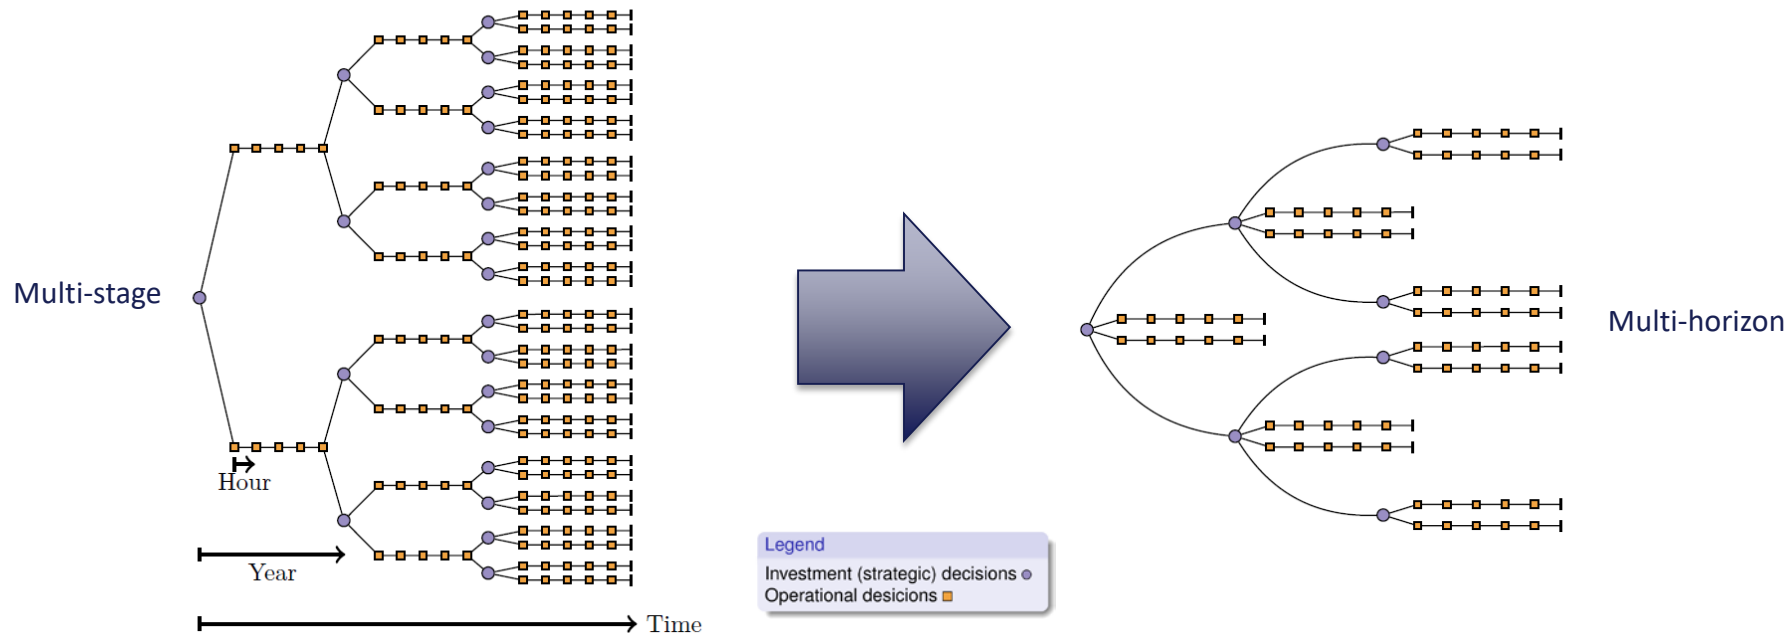 Multi-stage
Hour
Year
Time
Legend
Investment (strategic) decisions
Operational desicions
Multi-horizon